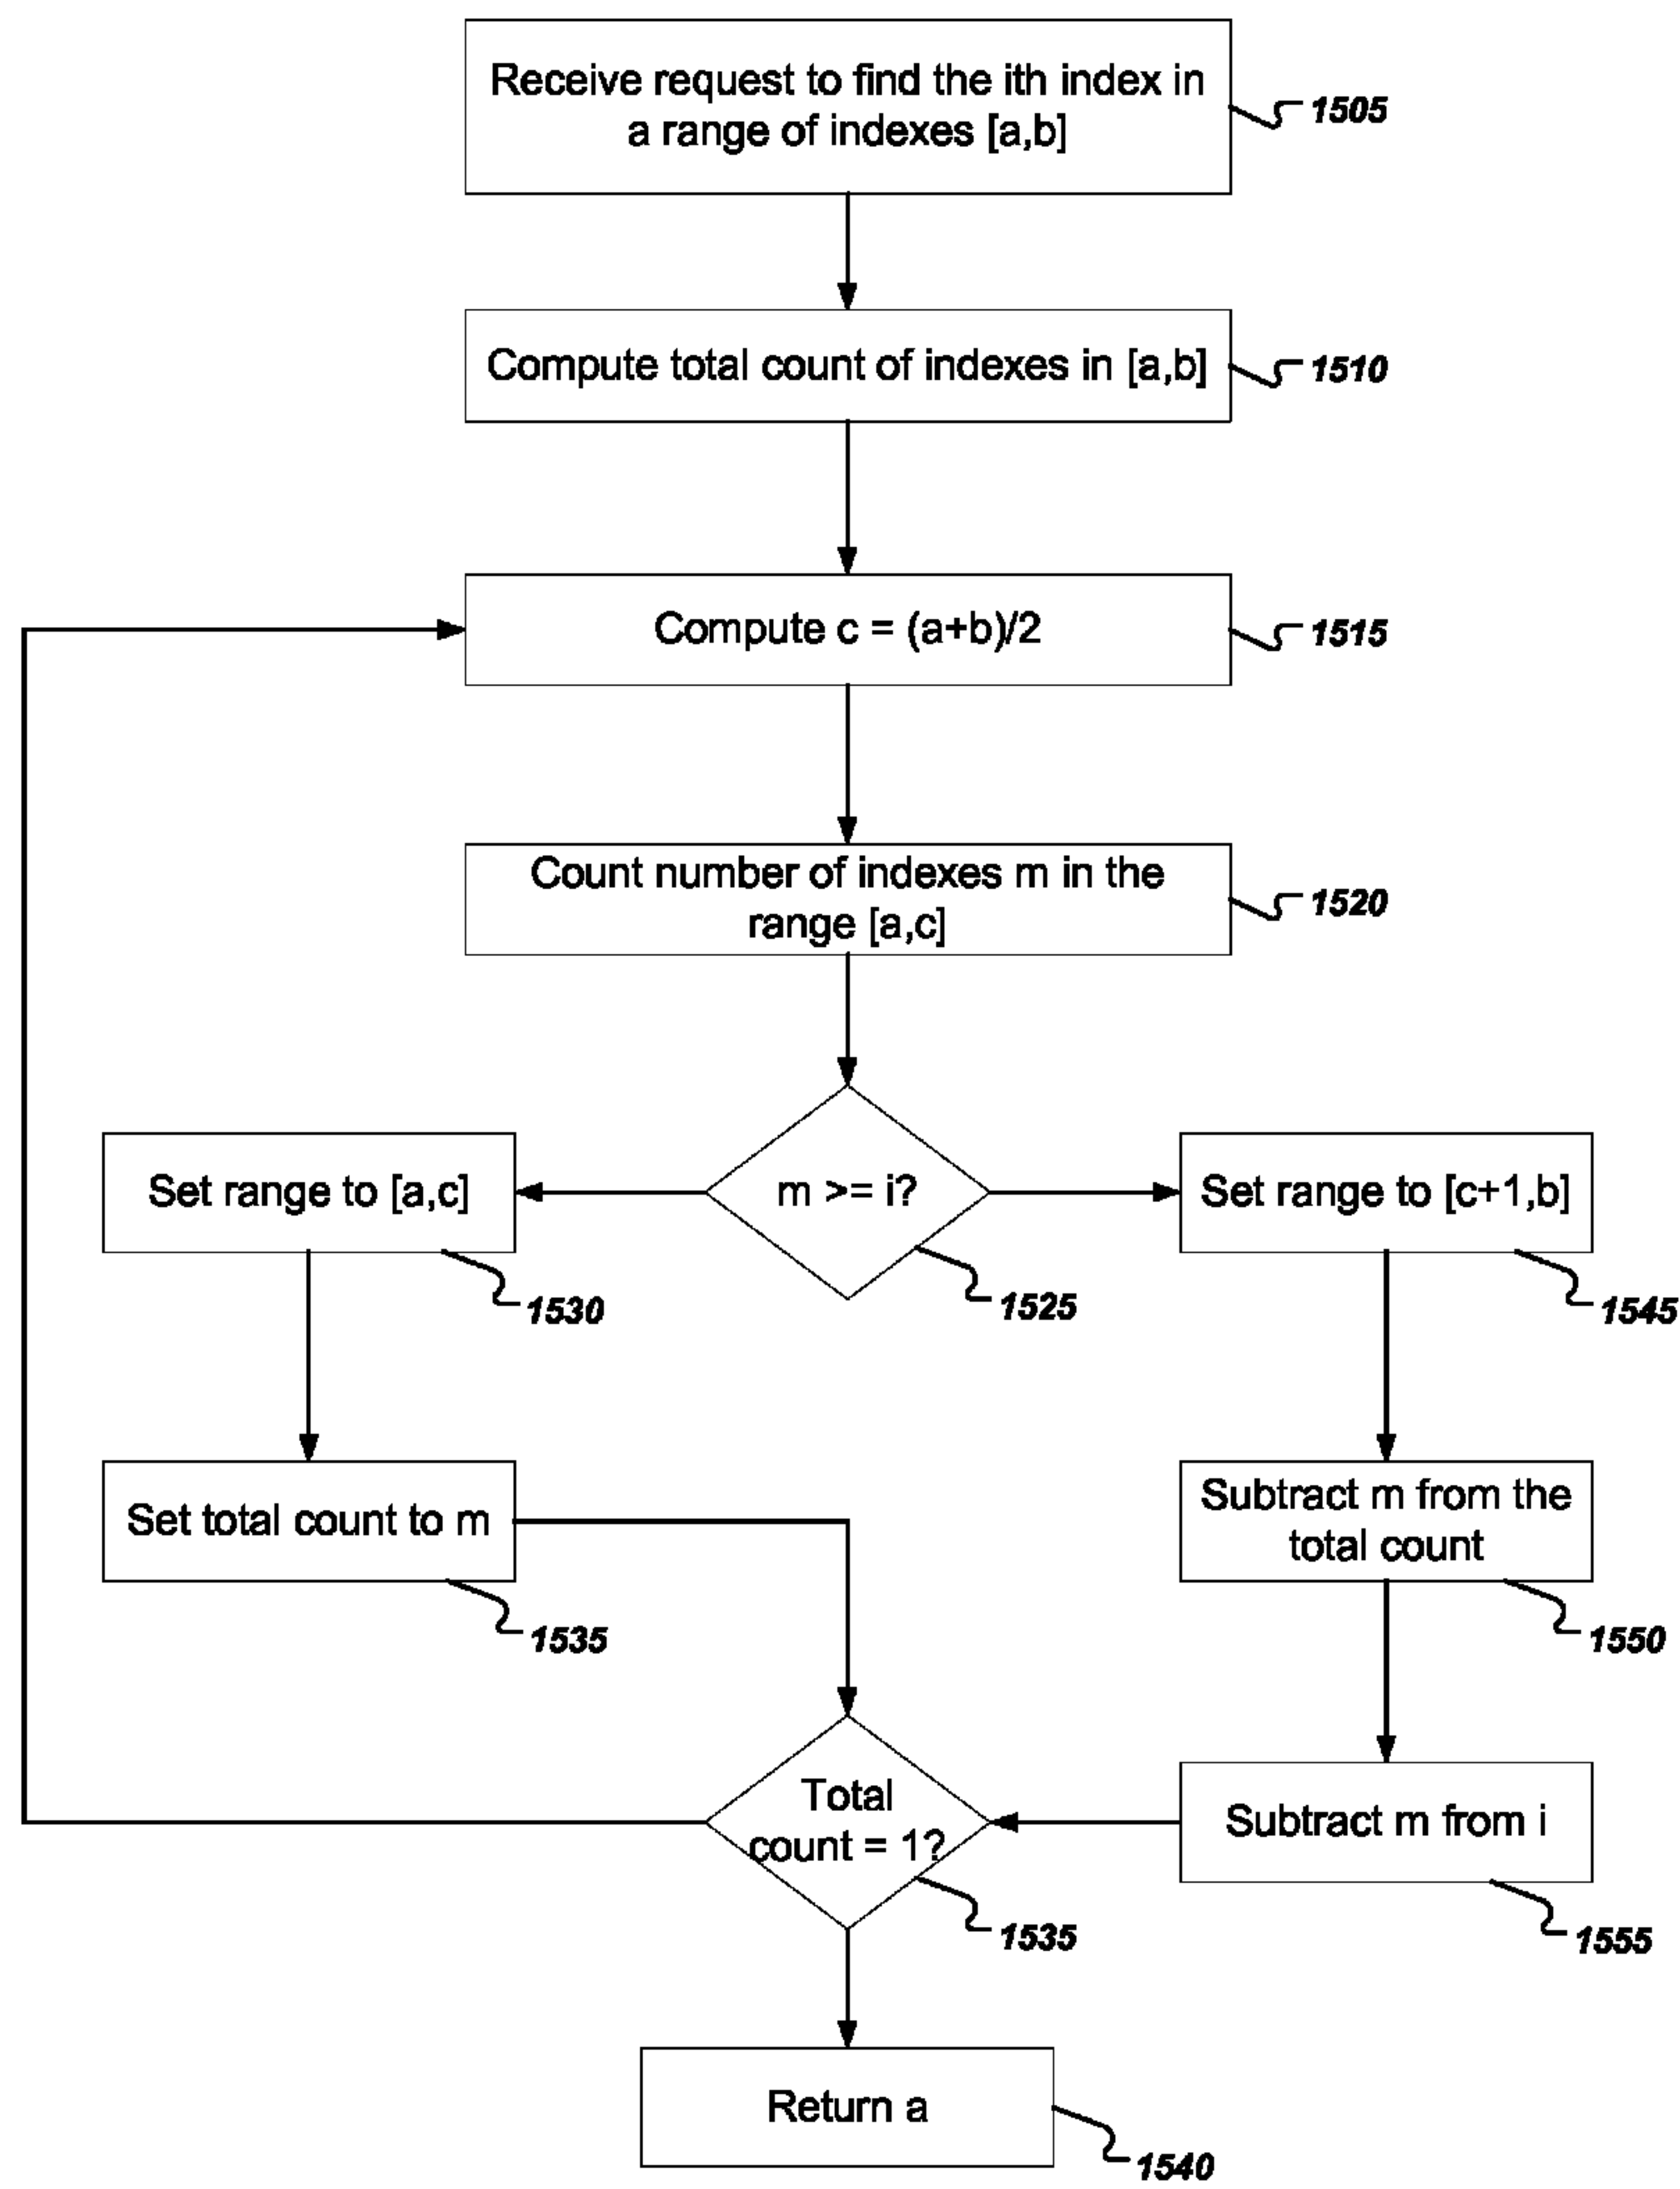 Receive request to find the ith index in
a range of indexes [a,b]
1505
Compute total count of indexes in [a,b]
1510
Compute c = (a+b)/2
1515
Count number of indexes m in the
range [a,c]
1520
m >= i?
1525
Set range to [a,c]
1530
Set range to [c+1,b]
1545
Set total count to m
1535
Subtract m from the
total count
1550
Total
count = 1?
1535
Subtract m from i
1555
Return a
1540